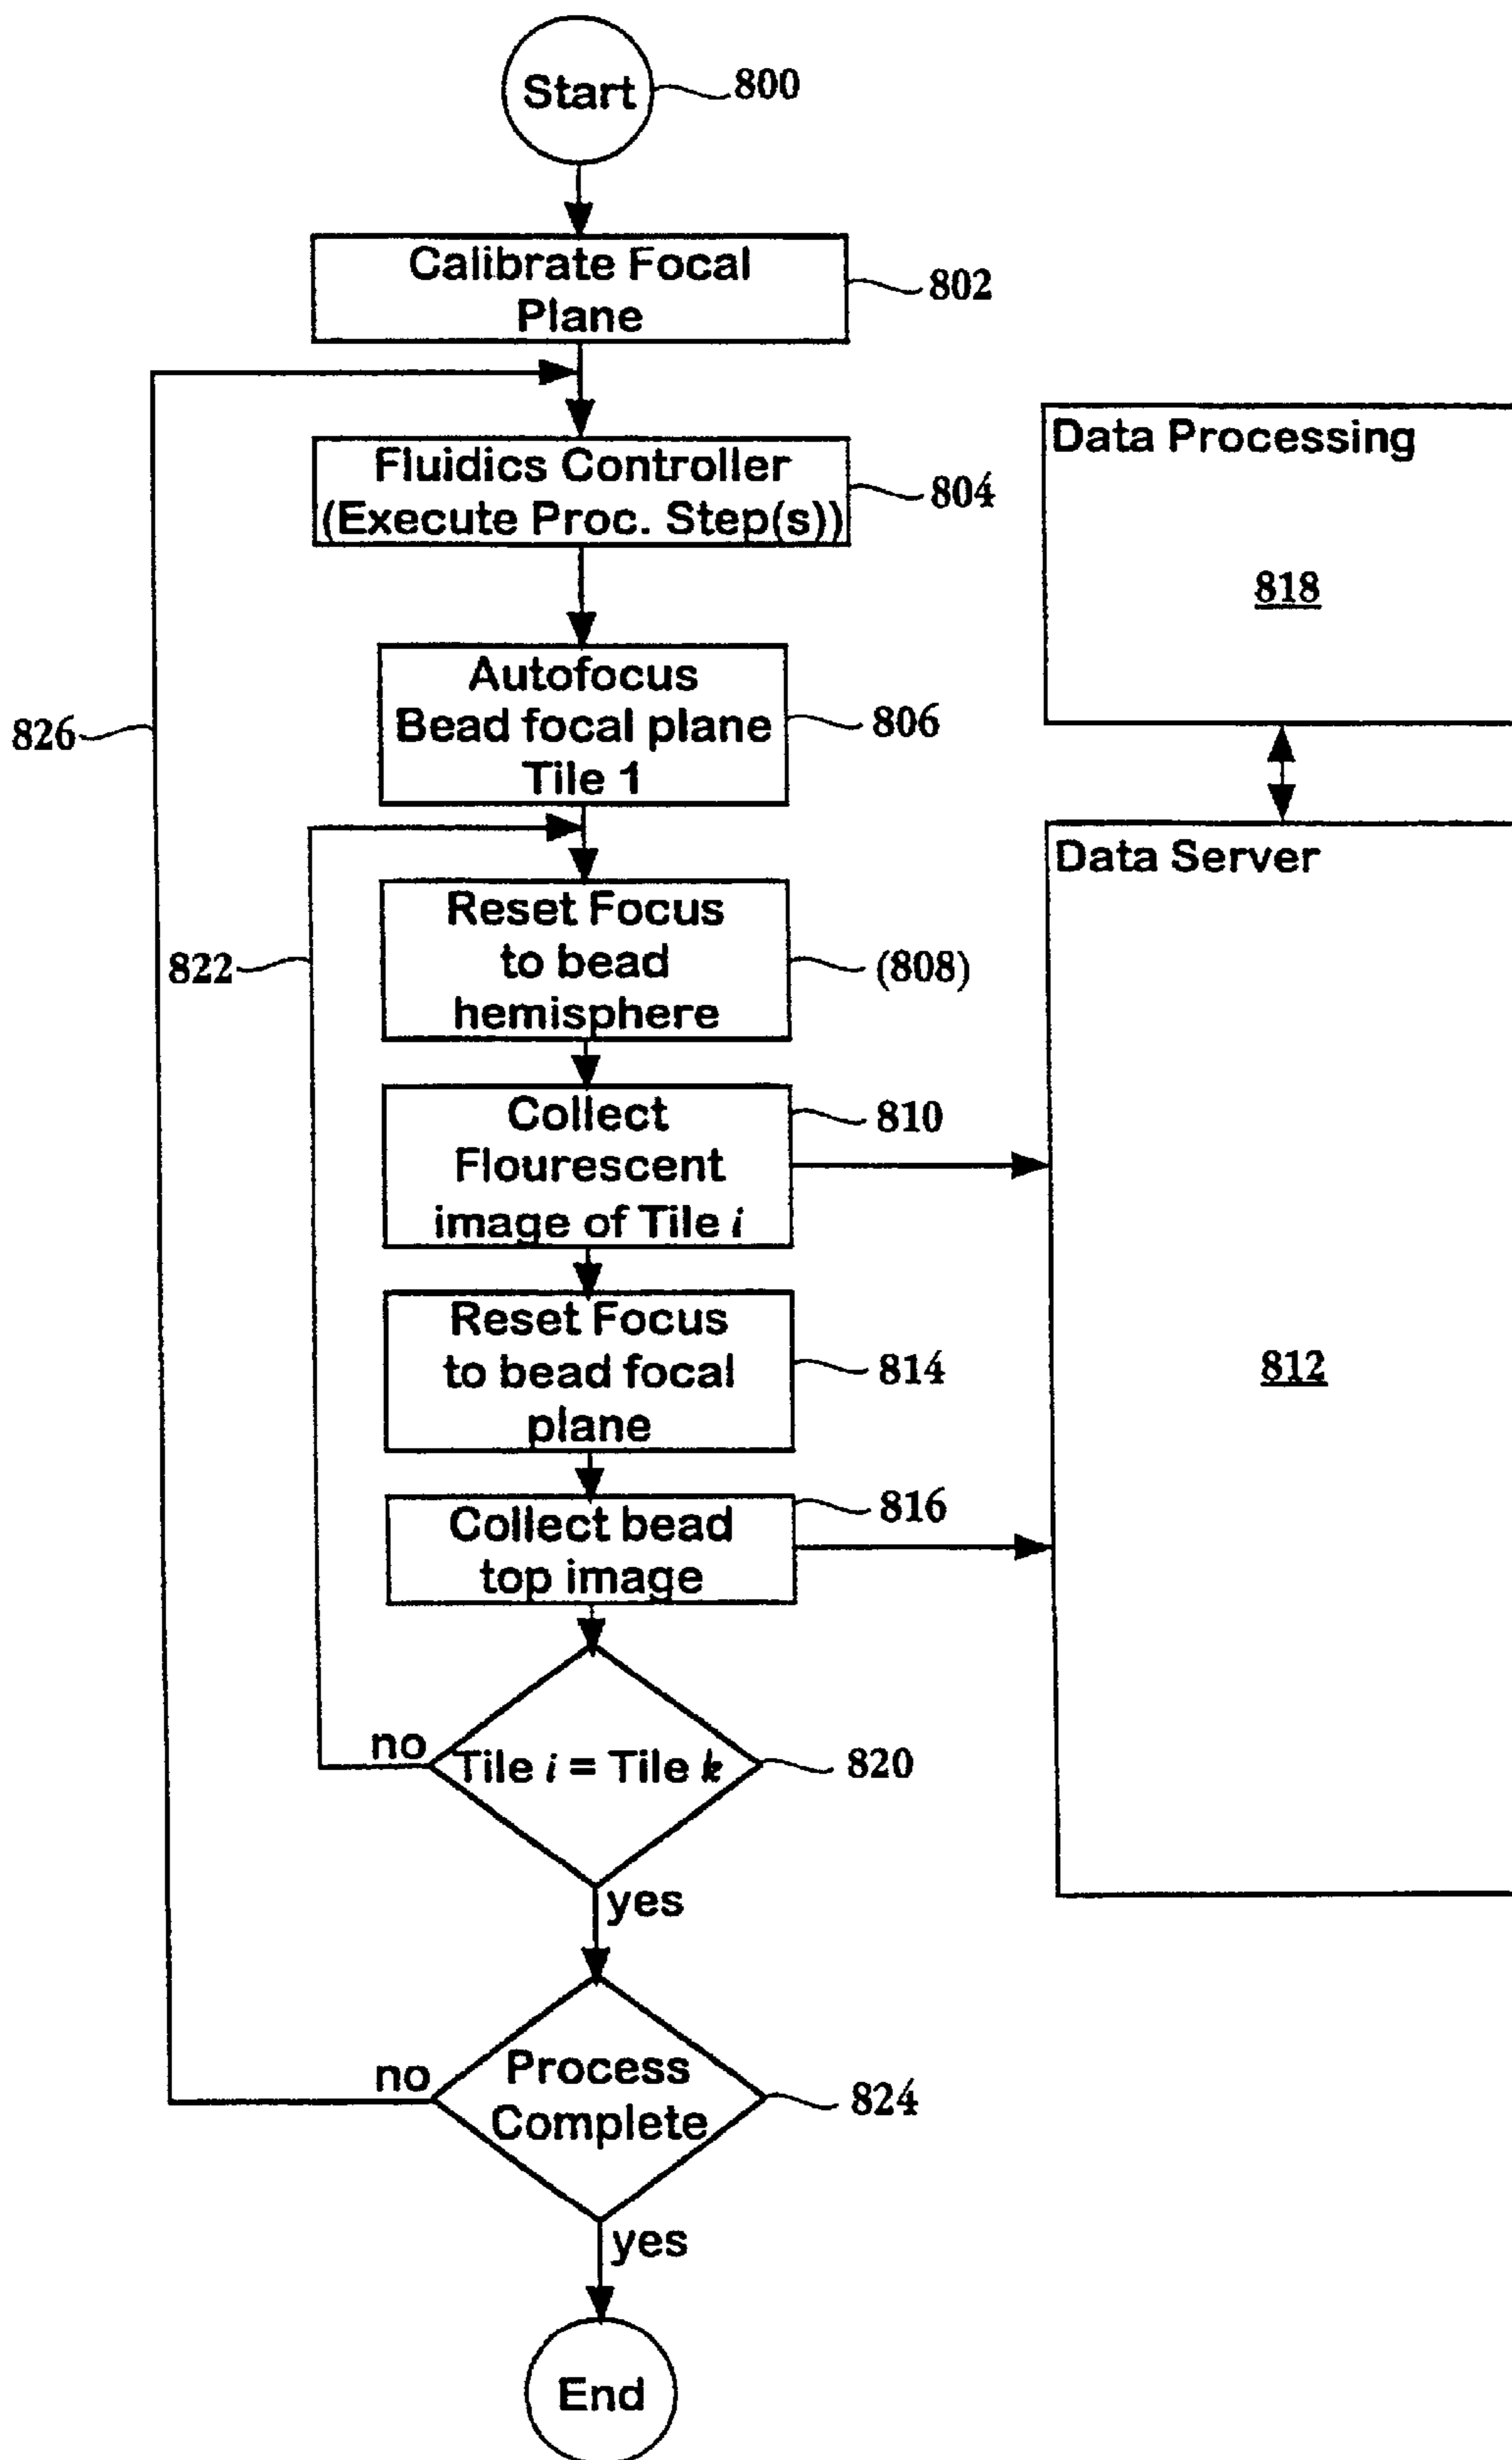 Start
800
Calibrate Focal
Plane
802
Fluidics Controller
(Execute Proc. Step(s))
804
Data Processing
818
Autofocus
Bead focal plane
Tile 1
806
826
Data Server
812
Reset Focus
to bead
hemisphere
(808)
822
Collect
Flourescent
image of Tile i
810
Reset Focus
to bead focal
plane
814
Collect bead
top image
816
no
Tile i = Tile k
820
yes
no
Process
Complete
824
yes
End